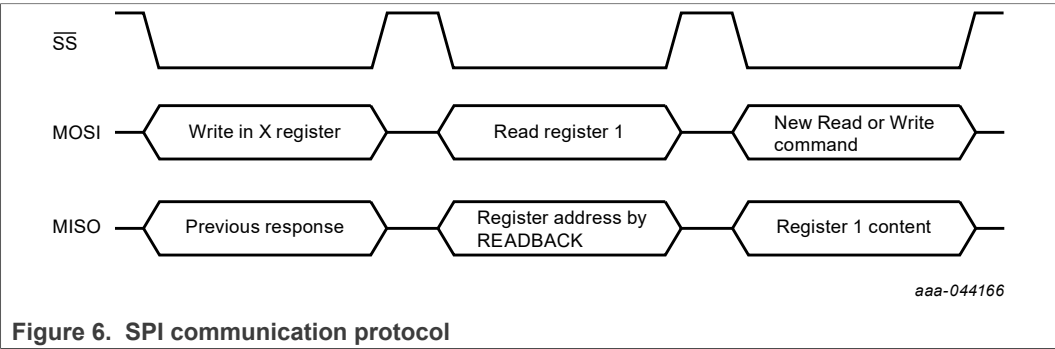 SS
MOSI
Write in X register
Read register 1
New Read or Write
command
MISO
Previous response
Register address by
READBACK
Register 1 content
aaa-044166
Figure 6. SPI communication protocol